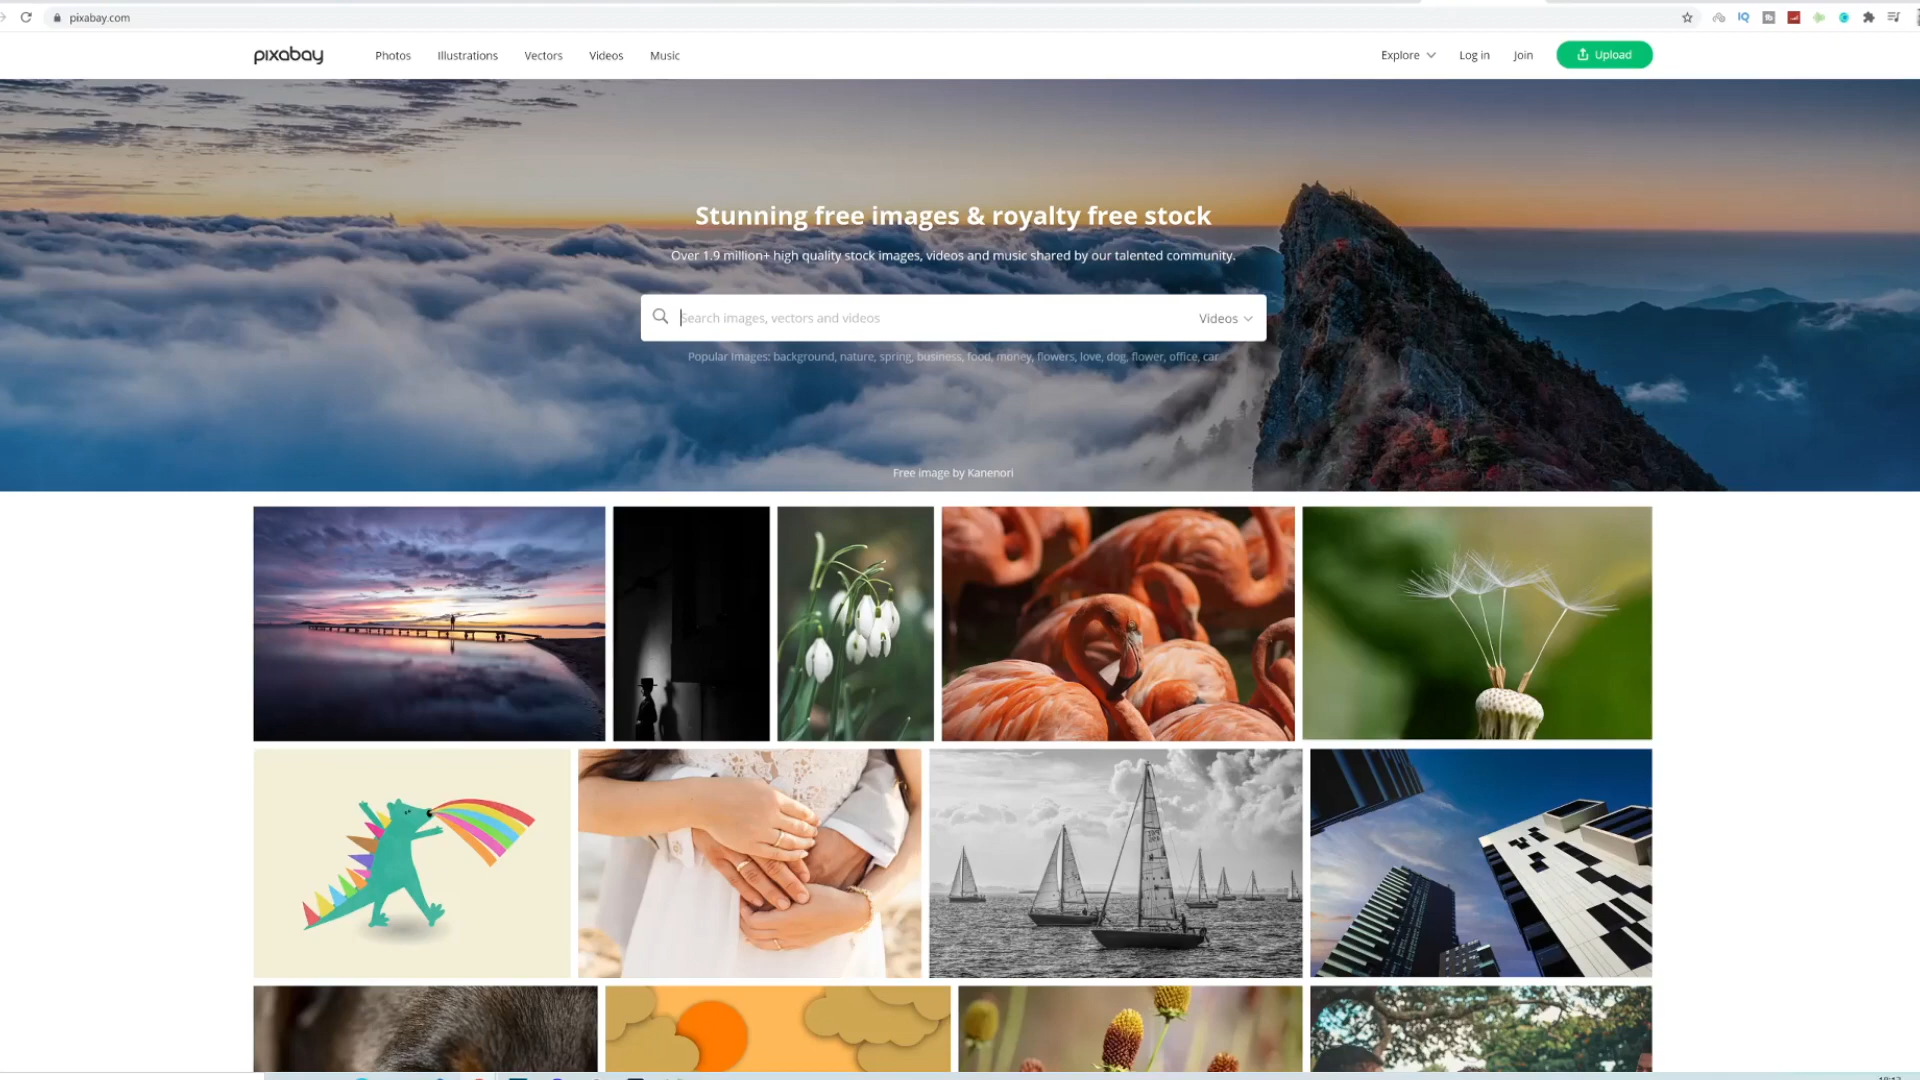 pixabay.com
pixabay Photos Illustrations Vectors Videos Music Explore Log in Join Upload
Stunning free images & royalty free stock
Over 1.9 million+ high quality stock images, videos and music shared by our talented community.
Search images, vectors and videos Videos
Popular Images: background, nature, spring, business, food, money, flowers, love, dog, flower, office, car
Free image by Kanenori